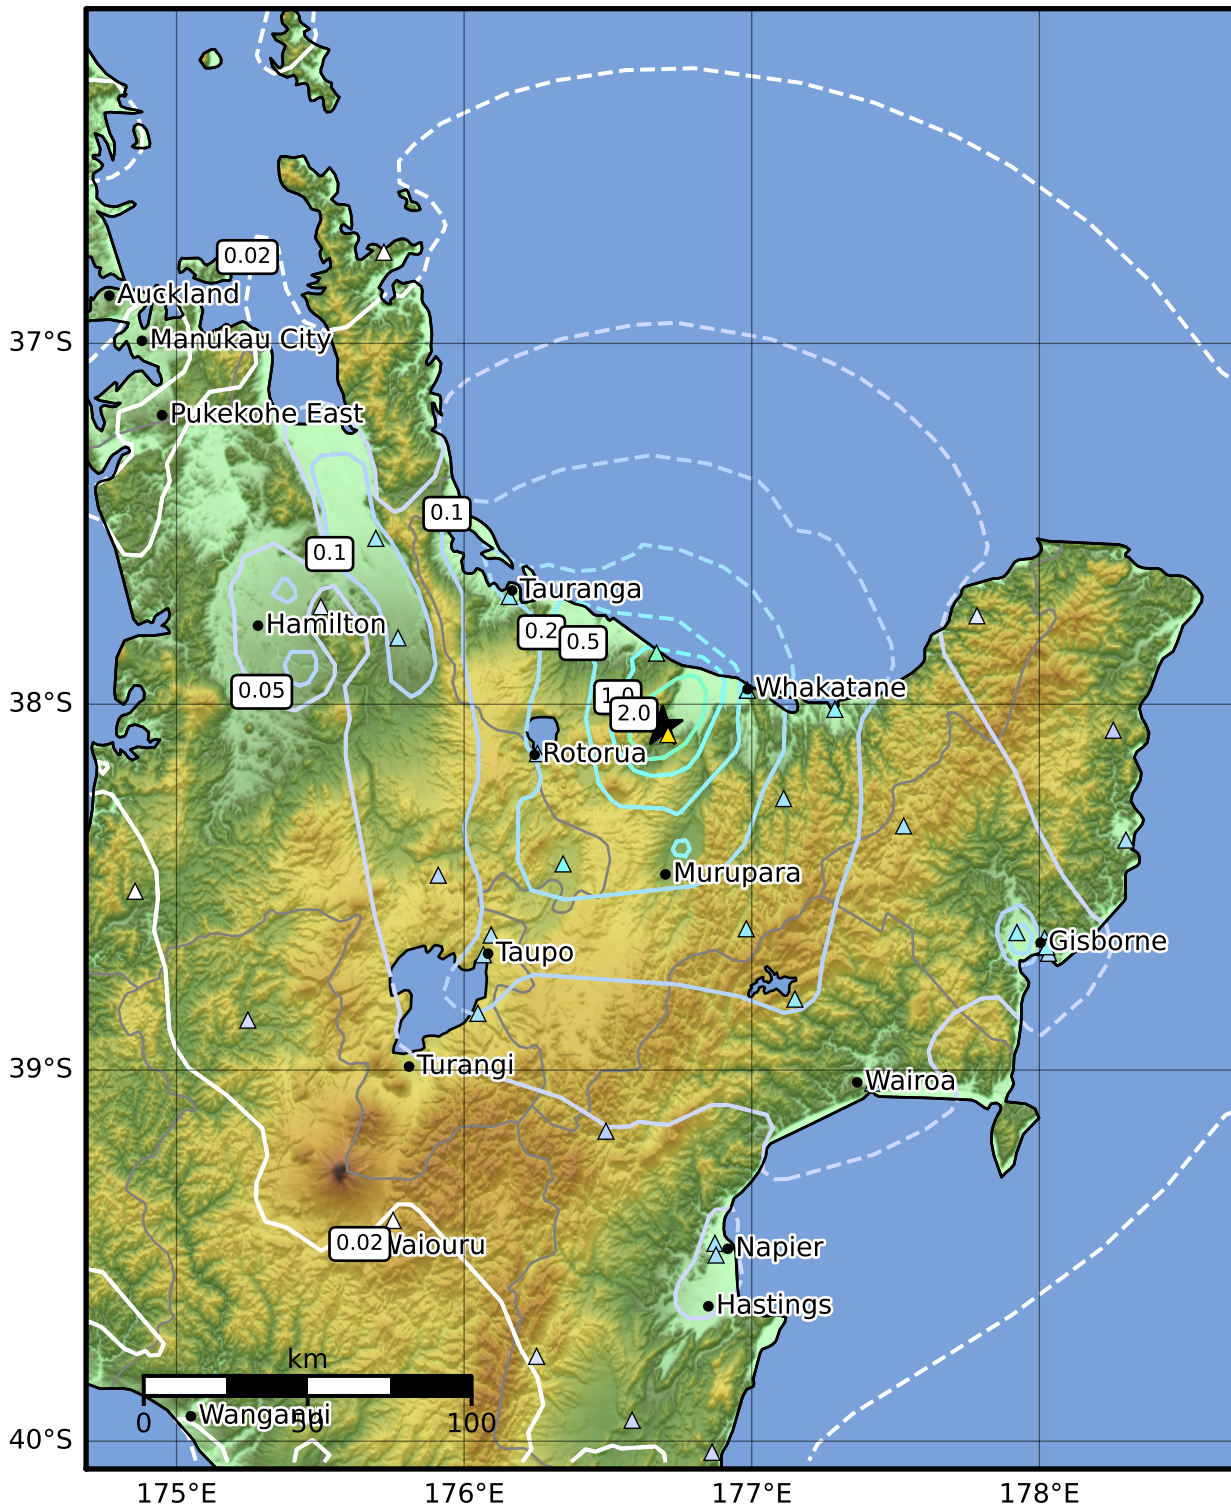 0.02
Auckland
Manukau City
37°S
Pukekohe East
0.1
0.1
Tauranga
Hamilton
0.2
0.5
0.05
1.0
Whakatane
38°S
2.0
Rotorua
Murupara
Gisborne
Taupo
39°S
Turangi
Wairoa
0.02
Waiouru
Napier
Hastings
km
0
50
100
Wanganui
40°S
175°E
176°E
177°E
178°E